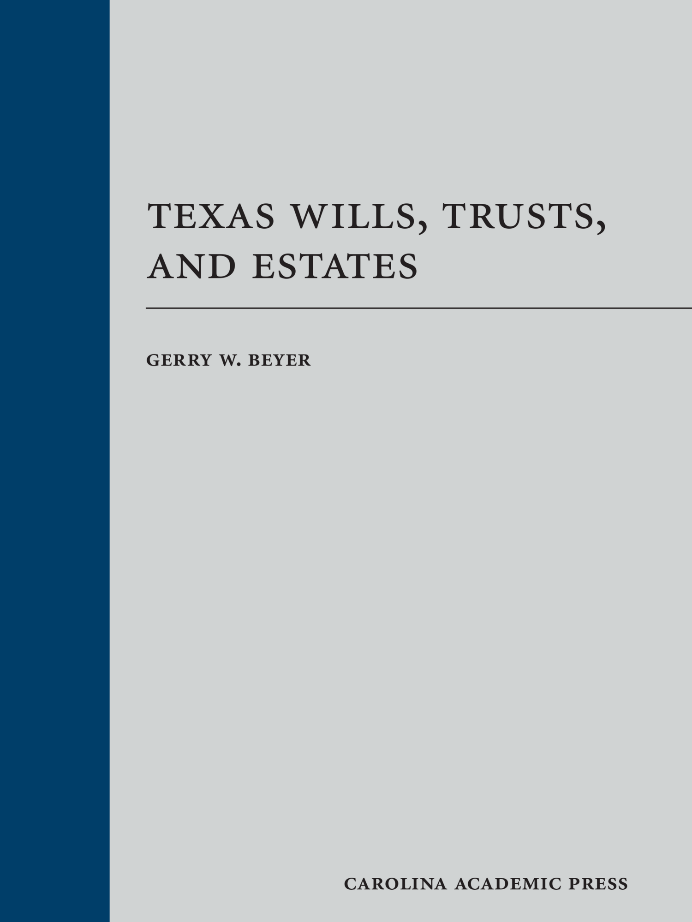 TEXAS WILLS, TRUSTS,
AND ESTATES
GERRY W. BEYER
CAROLINA ACADEMIC PRESS